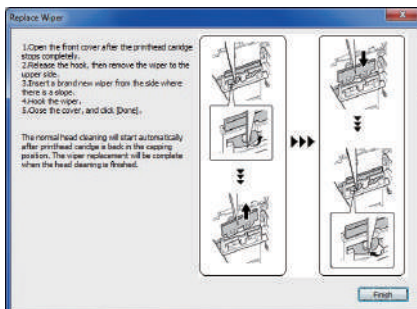 Replace Wiper
1.Open the front cover after the printhead caridge
stops completely.
2.Release the hook, then remove the wiper to the
upper side.
3.Insert a brand new wiper from the side where
there is a slope.
4.Hook the wiper.
5.Close the cover, and click [Done].
The normal head cleaning will start automatically
after printhead caridge is back in the capping
position. The wiper replacement will be complete
when the head cleaning is finished.
Finish